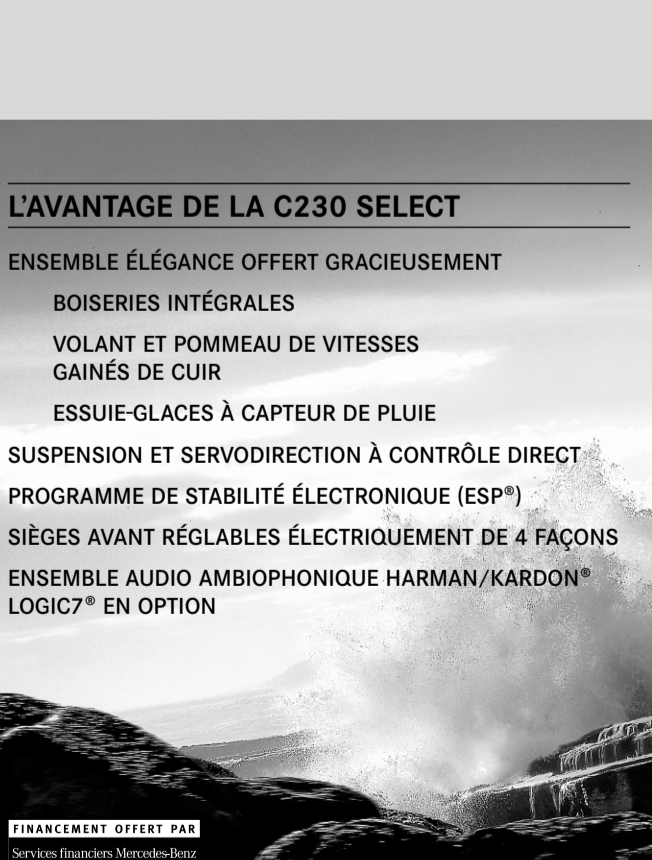 L'AVANTAGE DE LA C230 SELECT
ENSEMBLE ÉLÉGANCE OFFERT GRACIEUSEMENT
BOISERIES INTÉGRALES
VOLANT ET POMMEAU DE VITESSES
GAINÉS DE CUIR
ESSUIE-GLACES À CAPTEUR DE PLUIE
SUSPENSION ET SERVODIRECTION À CONTRÔLE DIRECT
PROGRAMME DE STABILITÉ ÉLECTRONIQUE (ESP®)
SIÈGES AVANT RÉGLABLES ÉLECTRIQUEMENT DE 4 FAÇONS
ENSEMBLE AUDIO AMBIOPHONIQUE HARMAN/KARDON®
LOGIC7® EN OPTION
FINANCEMENT OFFERT PAR
Services financiers Mercedes-Benz